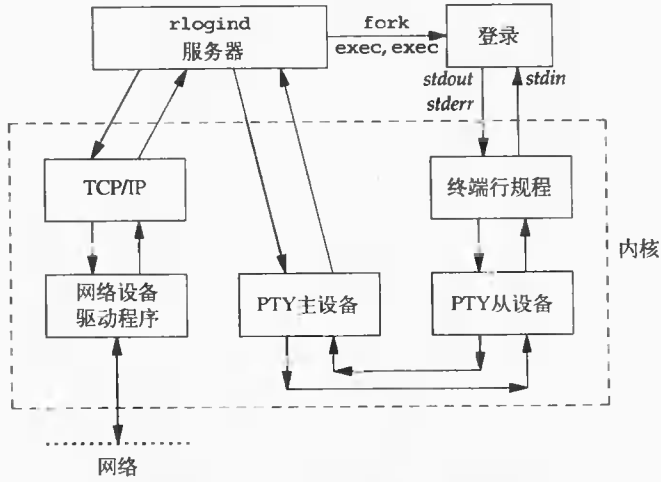 rlogind
服务器
fork
exec, exec
登录
stdout
stderr
stdin
TCP/IP
终端行规程
内核
网络设备
驱动程序
PTY主设备
PTY从设备
网络